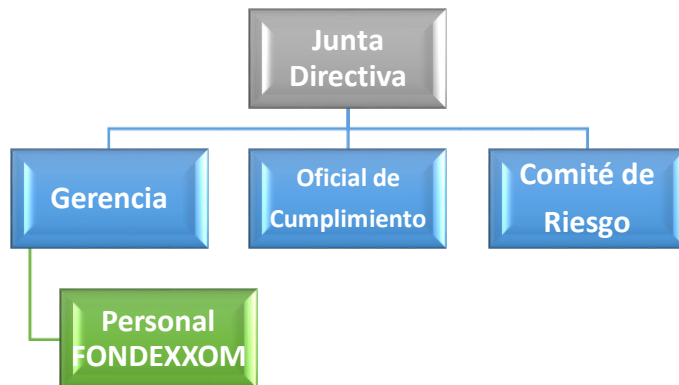 Junta
Directiva
Gerencia
Oficial de
Cumplimiento
Comité de
Riesgo
Personal
FONDEXXOM